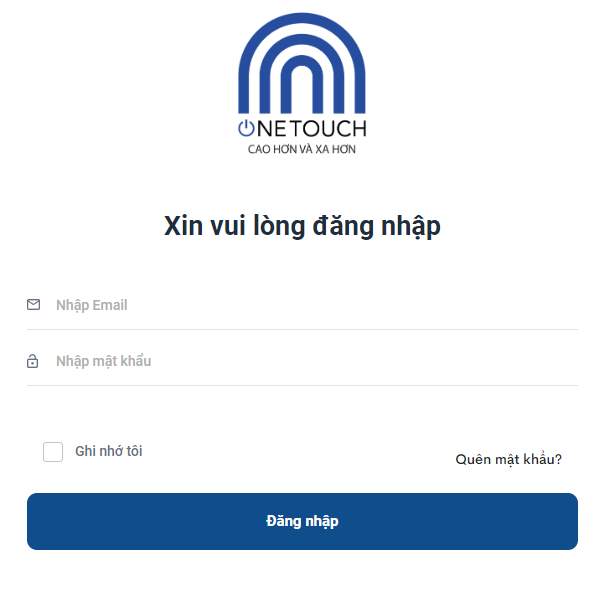 ONETOUCH
CAO HƠN VÀ XA HƠN
Xin vui lòng đăng nhập
Nhập Email
Nhập mật khẩu
Ghi nhớ tôi
Quên mật khẩu?
Đăng nhập